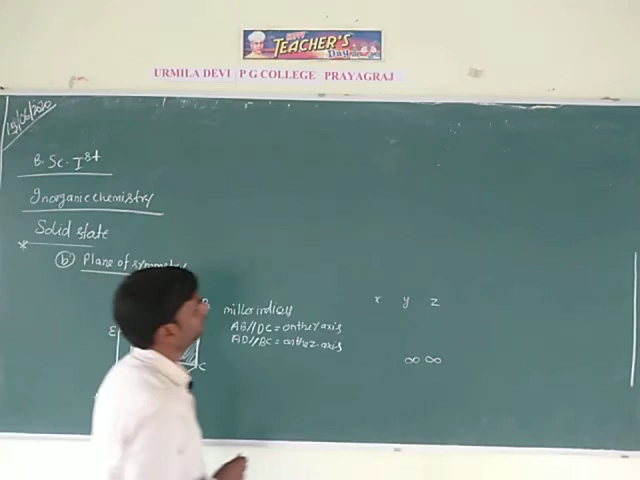 HAPPY
TEACHER'S
Day
URMILA DEVI P G COLLEGE PRAYAGRAJ
B. Sc. Ist
Inorganic chemistry
Solid state
* (b) Plane of symmetry
miller indices
AB//DC = on the y axis
AD//BC = on the z-axis
x y z
∞ ∞
E
B
C